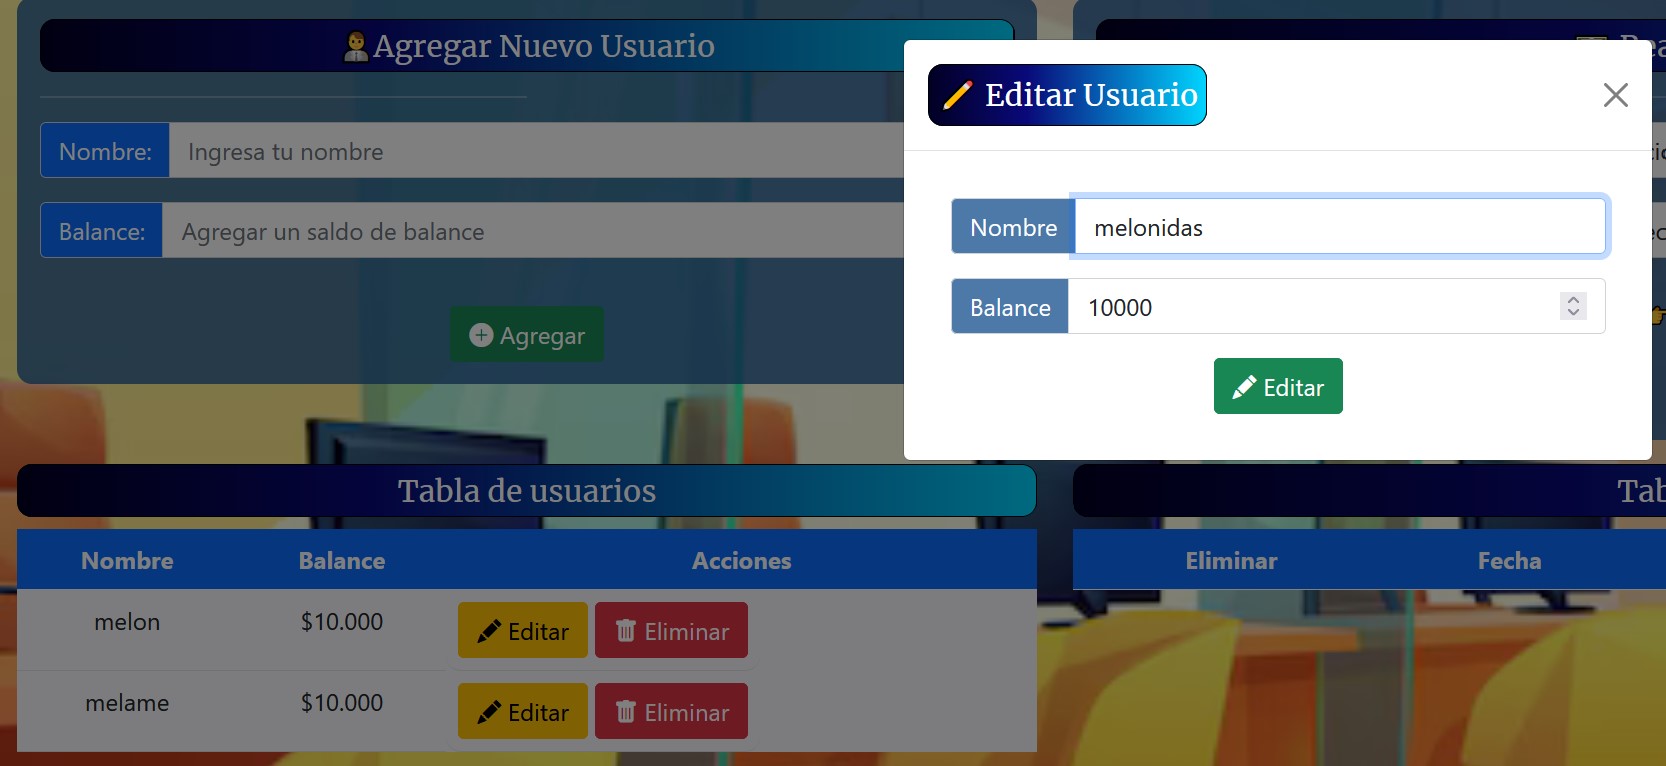 Agregar Nuevo Usuario
Nombre: Ingresa tu nombre
Balance: Agregar un saldo de balance
Agregar
Editar Usuario
Nombre melonidas
Balance 10000
Editar
Tabla de usuarios
Nombre Balance Acciones
melon $10.000 Editar Eliminar
melame $10.000 Editar Eliminar
Eliminar Fecha